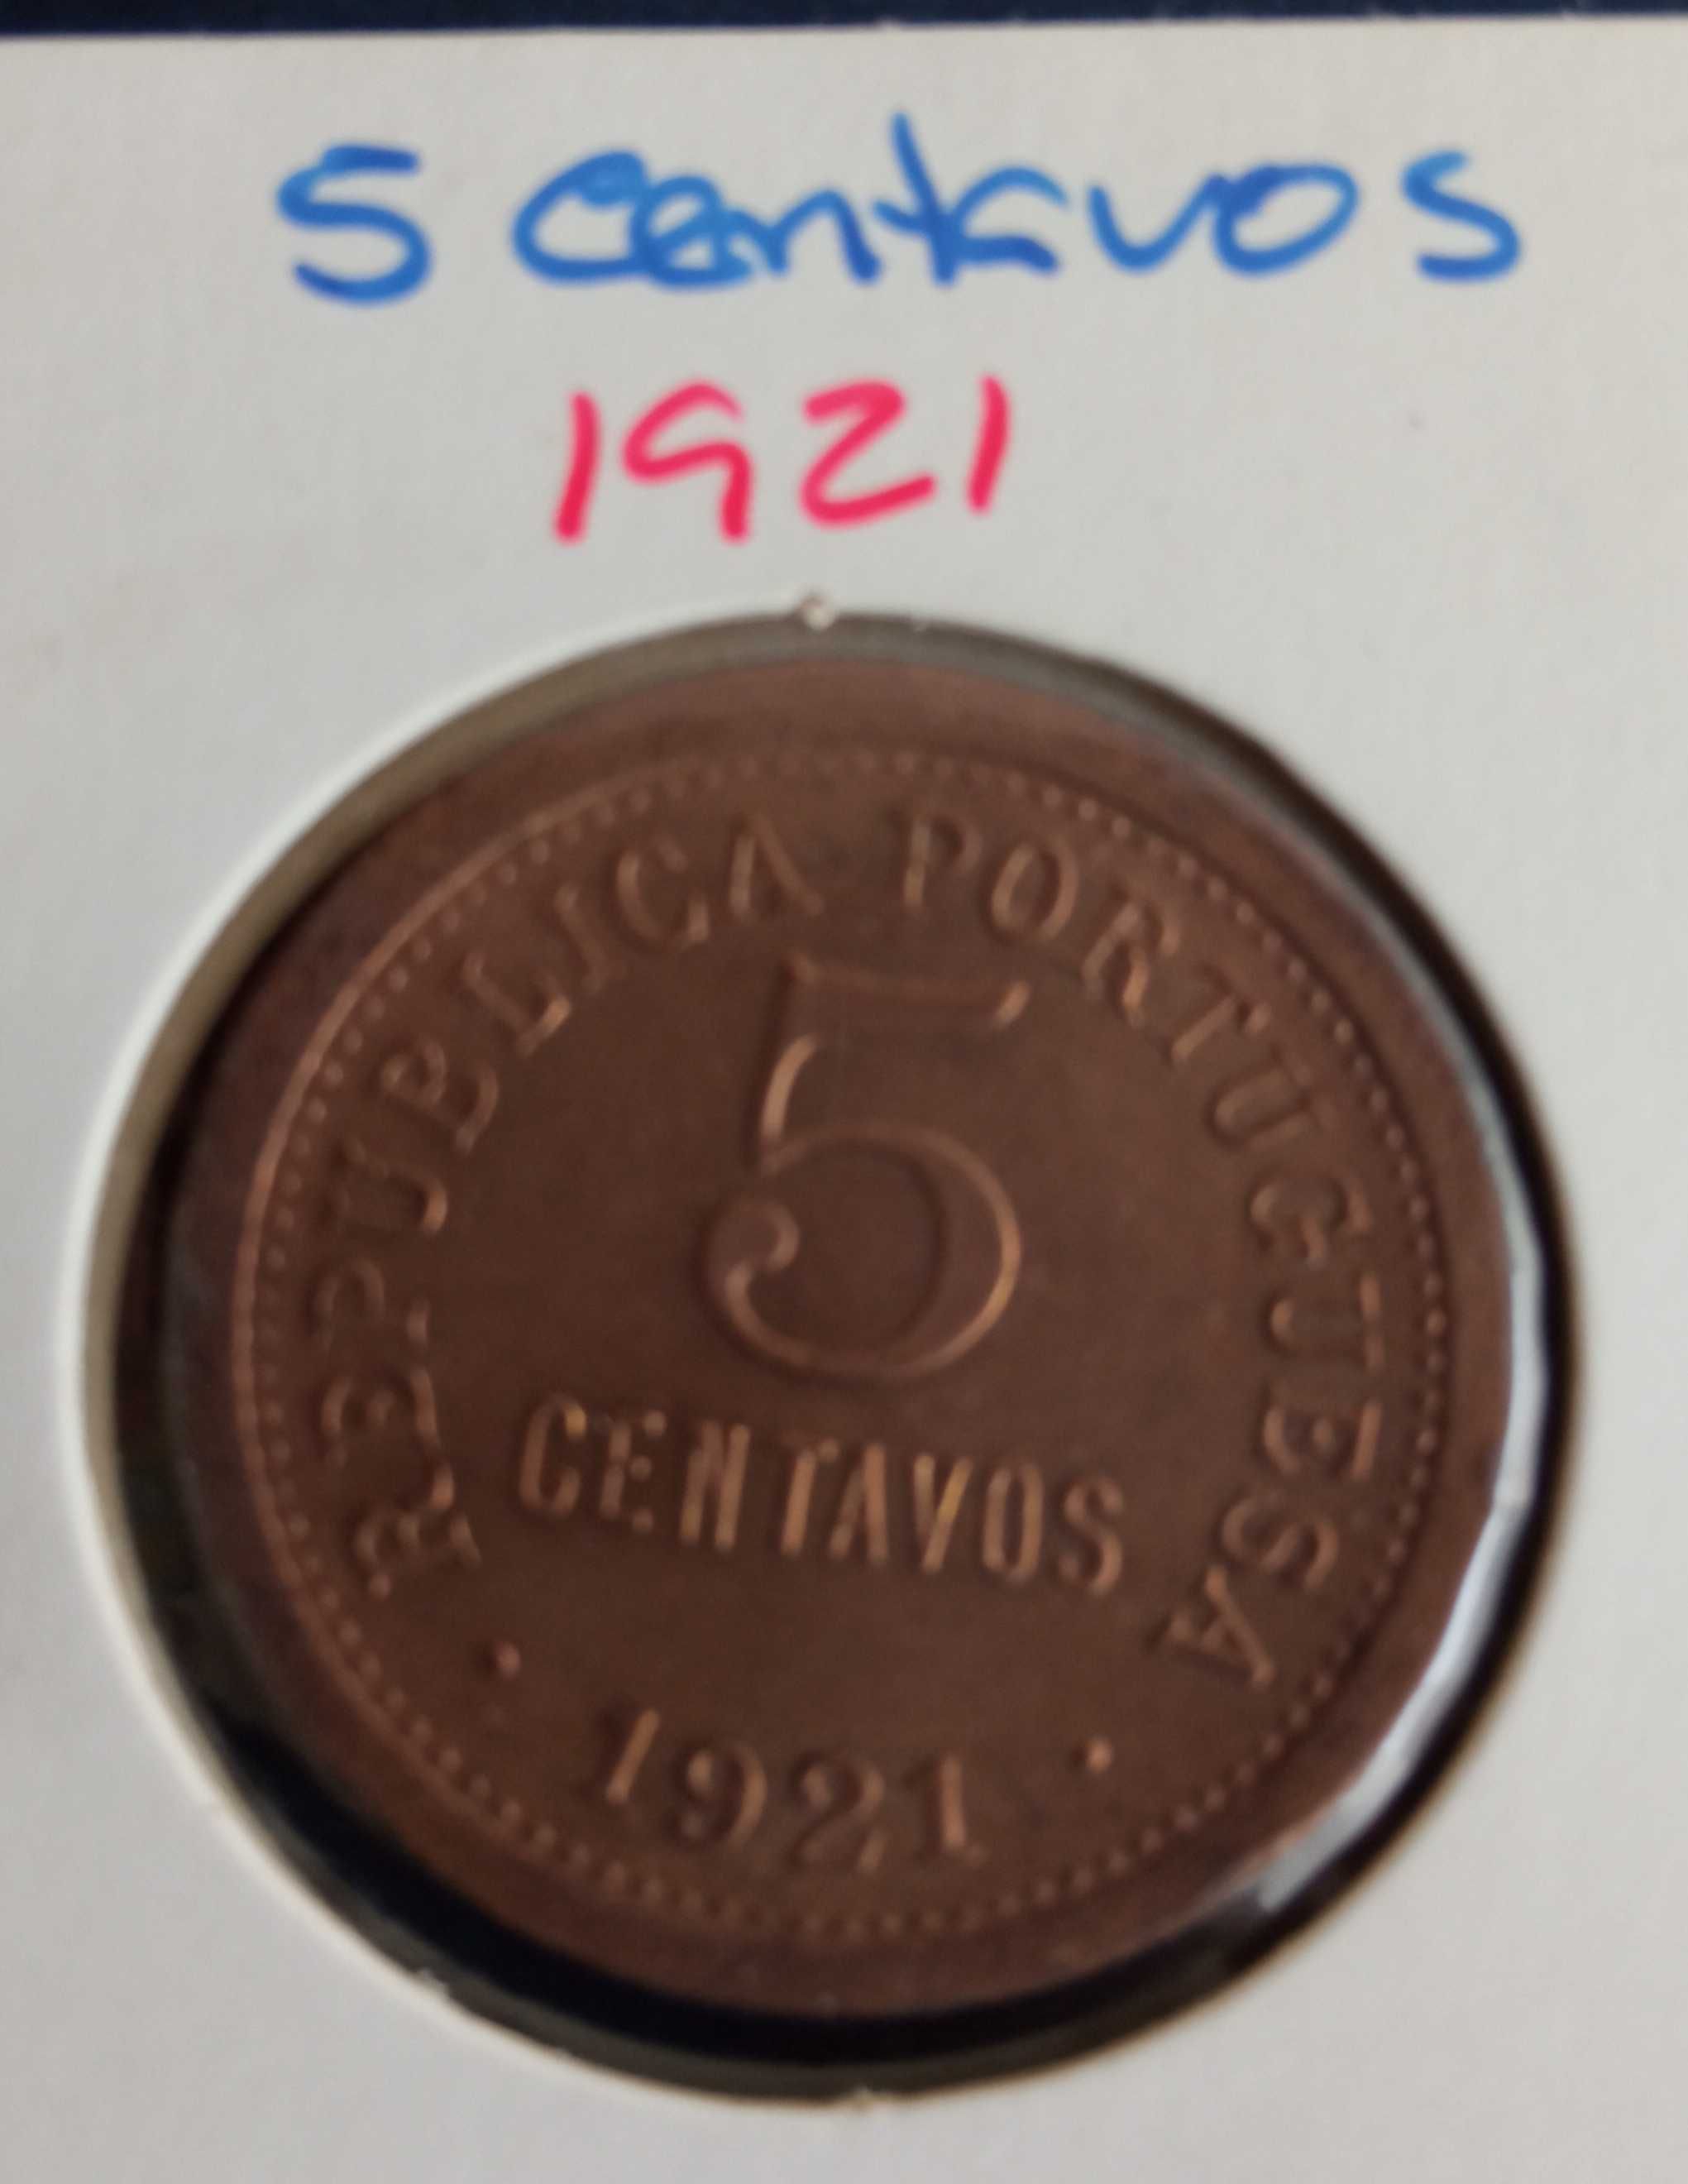 5 centavos
1921
REPUBLICA PORTUGUESA
5
CENTAVOS
• 1921 •